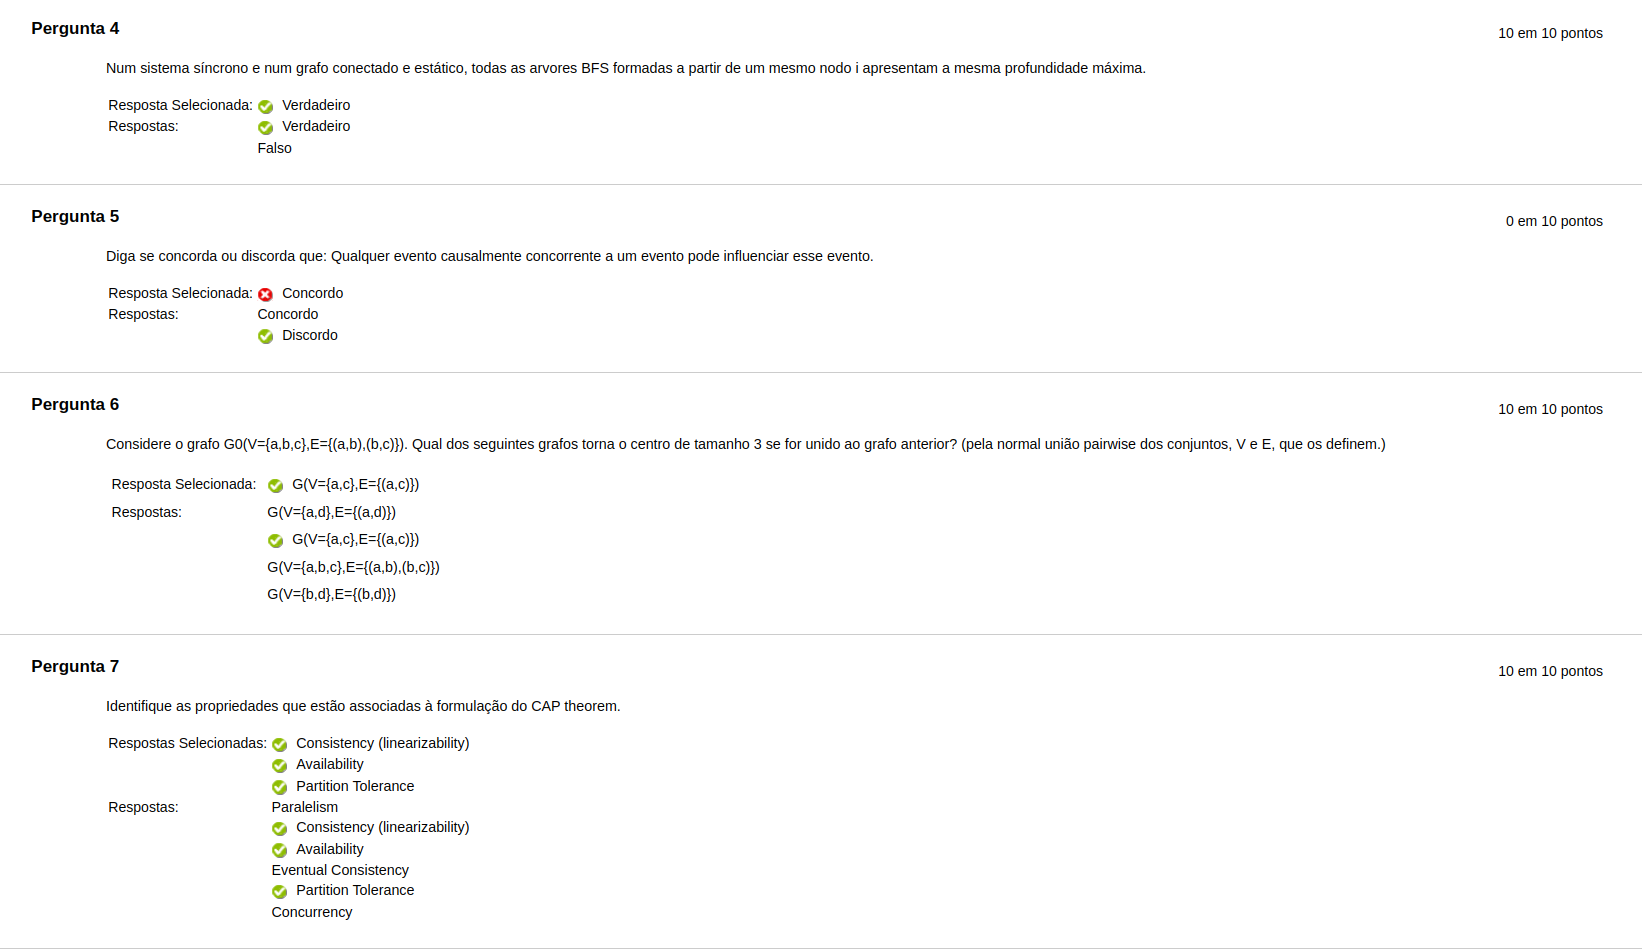 Pergunta 4
10 em 10 pontos
Num sistema síncrono e num grafo conectado e estático, todas as arvores BFS formadas a partir de um mesmo nodo i apresentam a mesma profundidade máxima.
Resposta Selecionada: Verdadeiro
Respostas: Verdadeiro
Falso
Pergunta 5
0 em 10 pontos
Diga se concorda ou discorda que: Qualquer evento causalmente concorrente a um evento pode influenciar esse evento.
Resposta Selecionada: Concordo
Respostas: Concordo
Discordo
Pergunta 6
10 em 10 pontos
Considere o grafo G0(V={a,b,c},E={(a,b),(b,c)}). Qual dos seguintes grafos torna o centro de tamanho 3 se for unido ao grafo anterior? (pela normal união pairwise dos conjuntos, V e E, que os definem.)
Resposta Selecionada: G(V={a,c},E={(a,c)})
Respostas: G(V={a,d},E={(a,d)})
G(V={a,c},E={(a,c)})
G(V={a,b,c},E={(a,b),(b,c)})
G(V={b,d},E={(b,d)})
Pergunta 7
10 em 10 pontos
Identifique as propriedades que estão associadas à formulação do CAP theorem.
Respostas Selecionadas: Consistency (linearizability)
Availability
Partition Tolerance
Respostas: Paralelism
Consistency (linearizability)
Availability
Eventual Consistency
Partition Tolerance
Concurrency